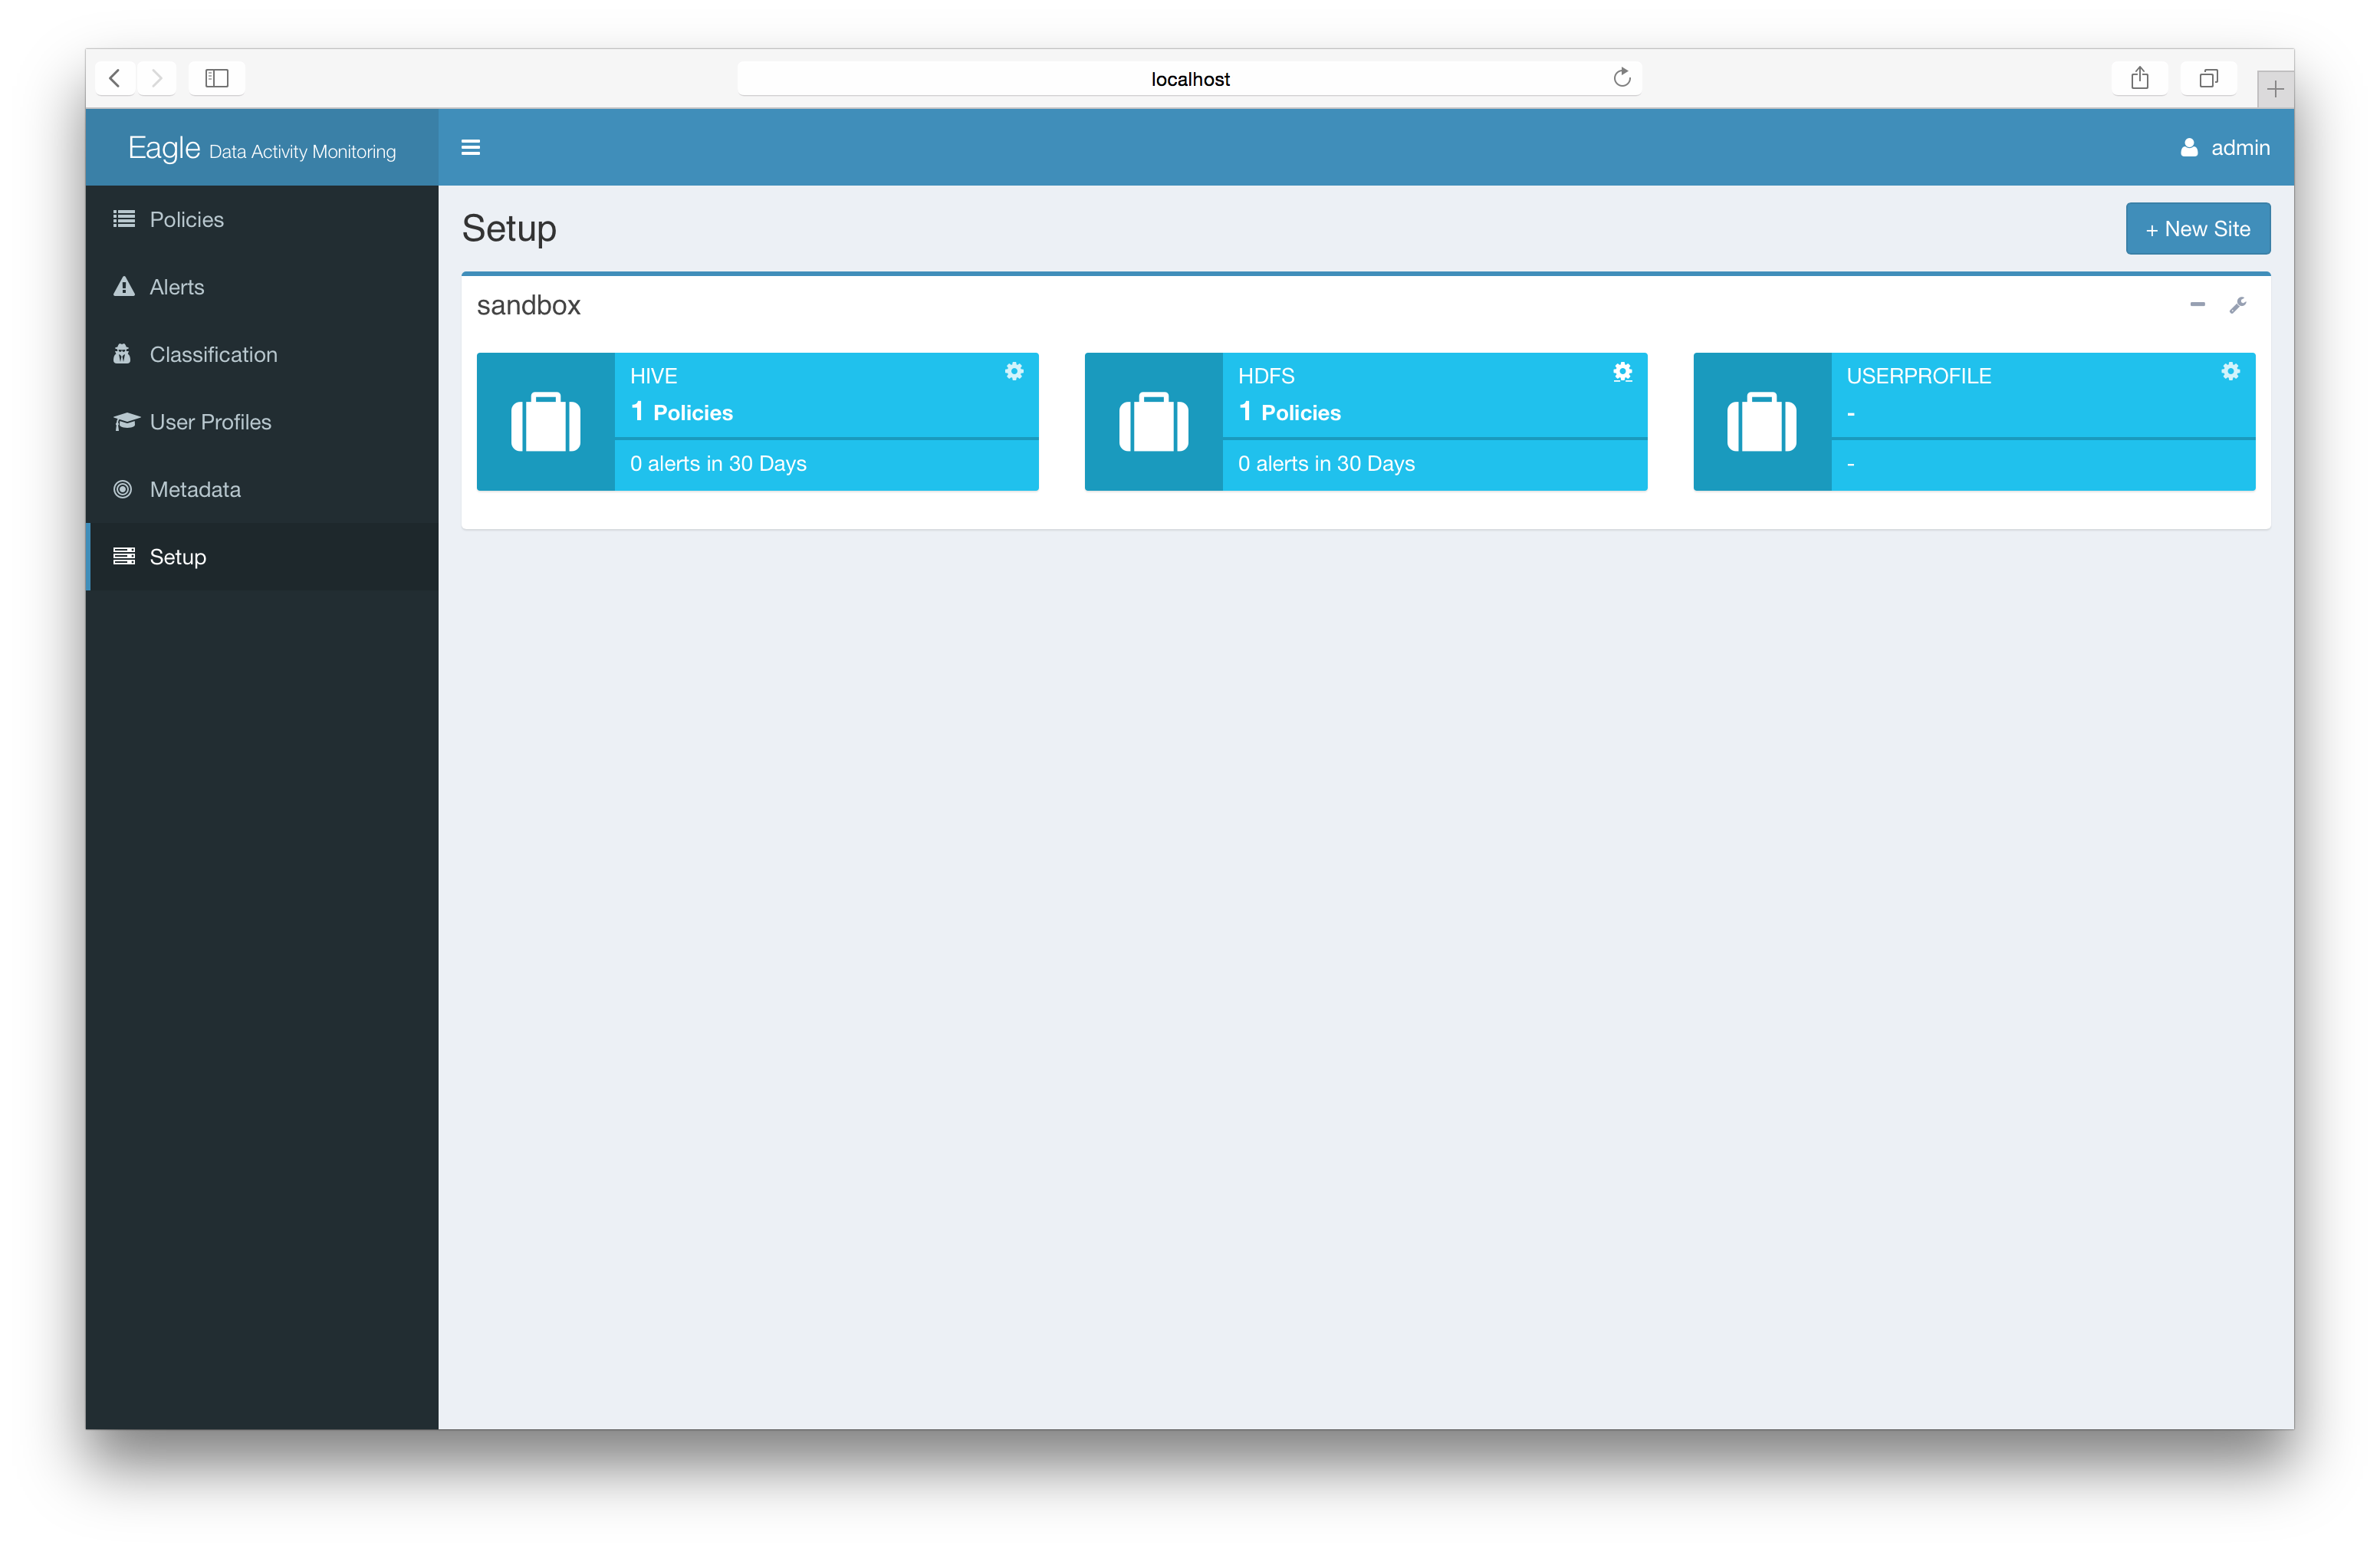 localhost
Eagle Data Activity Monitoring
admin
Policies
Alerts
Classification
User Profiles
Metadata
Setup
Setup
+ New Site
sandbox
HIVE
1 Policies
0 alerts in 30 Days
HDFS
1 Policies
0 alerts in 30 Days
USERPROFILE
-
-